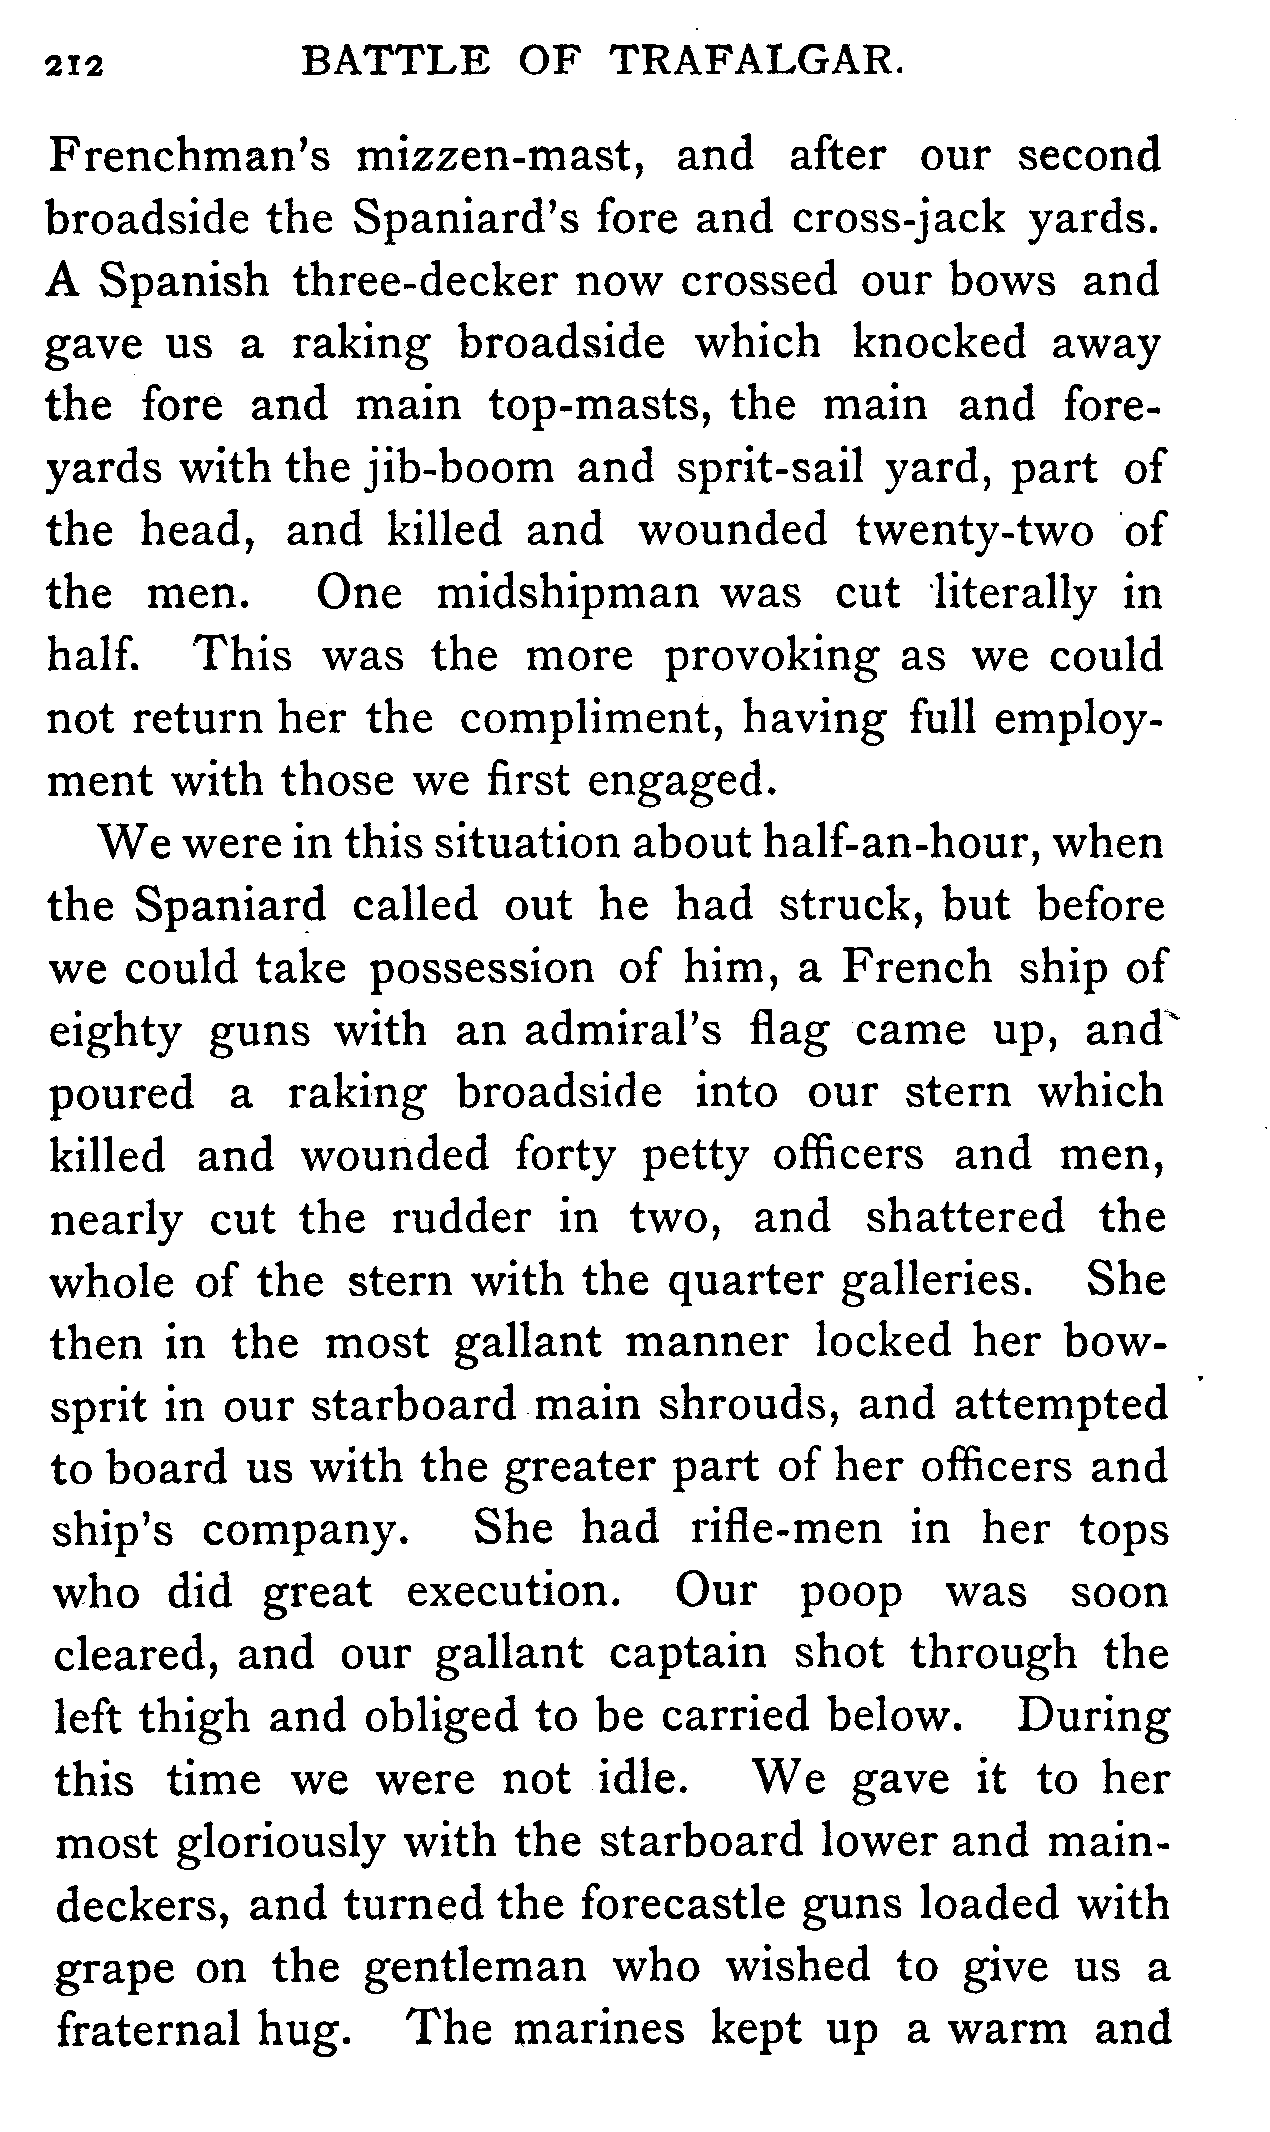 212 BATTLE OF TRAFALGAR.
Frenchman's mizzen-mast, and after our second
broadside the Spaniard's fore and cross-jack yards.
A Spanish three-decker now crossed our bows and
gave us a raking broadside which knocked away
the fore and main top-masts, the main and fore-
yards with the jib-boom and sprit-sail yard, part of
the head, and killed and wounded twenty-two of
the men. One midshipman was cut literally in
half. This was the more provoking as we could
not return her the compliment, having full employ-
ment with those we first engaged.
We were in this situation about half-an-hour, when
the Spaniard called out he had struck, but before
we could take possession of him, a French ship of
eighty guns with an admiral's flag came up, and
poured a raking broadside into our stern which
killed and wounded forty petty officers and men,
nearly cut the rudder in two, and shattered the
whole of the stern with the quarter galleries. She
then in the most gallant manner locked her bow-
sprit in our starboard main shrouds, and attempted
to board us with the greater part of her officers and
ship's company. She had rifle-men in her tops
who did great execution. Our poop was soon
cleared, and our gallant captain shot through the
left thigh and obliged to be carried below. During
this time we were not idle. We gave it to her
most gloriously with the starboard lower and main-
deckers, and turned the forecastle guns loaded with
grape on the gentleman who wished to give us a
fraternal hug. The marines kept up a warm and